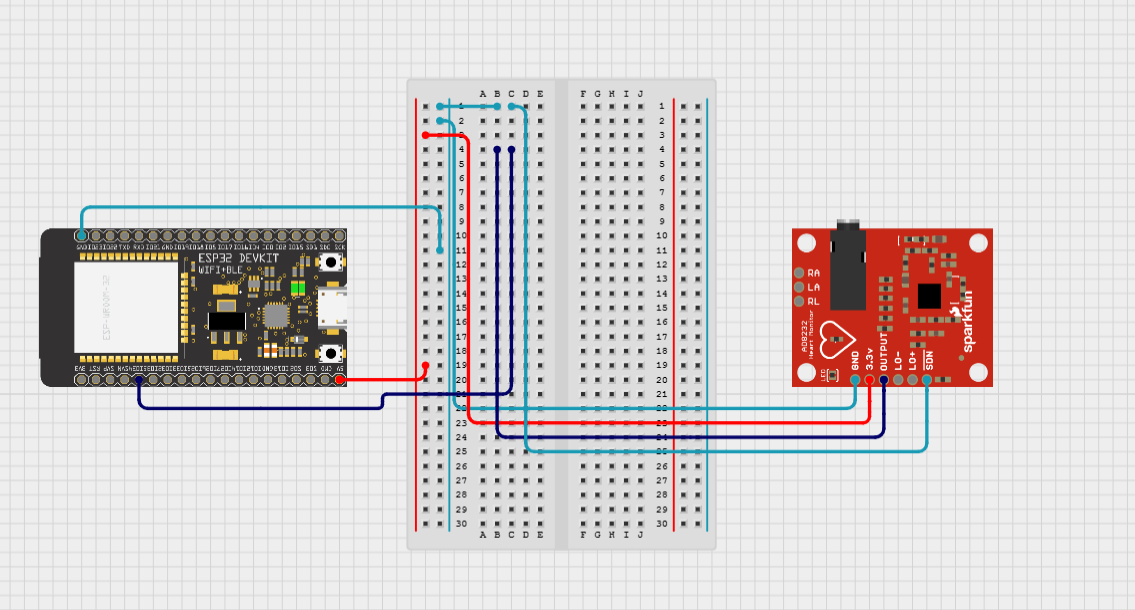 A B C D E
F G H I J
1 1
2 2
3 3
4 4
5 5
6 6
7 7
8 8
9 9
10 10
11 11
12 12
13 13
14 14
15 15
16 16
17 17
18 18
19 19
20 20
21 21
22 22
23 23
24 24
25 25
26 26
27 27
28 28
29 29
30 30
A B C D E
F G H I J
ESP32 DEVKIT
WIFI+BLE
ESP-WROOM-32
RA
LA
RL
AD8232
Heart Monitor
LED
sparkfun
GND
3.3v
OUTPUT
LO-
LO+
SDN